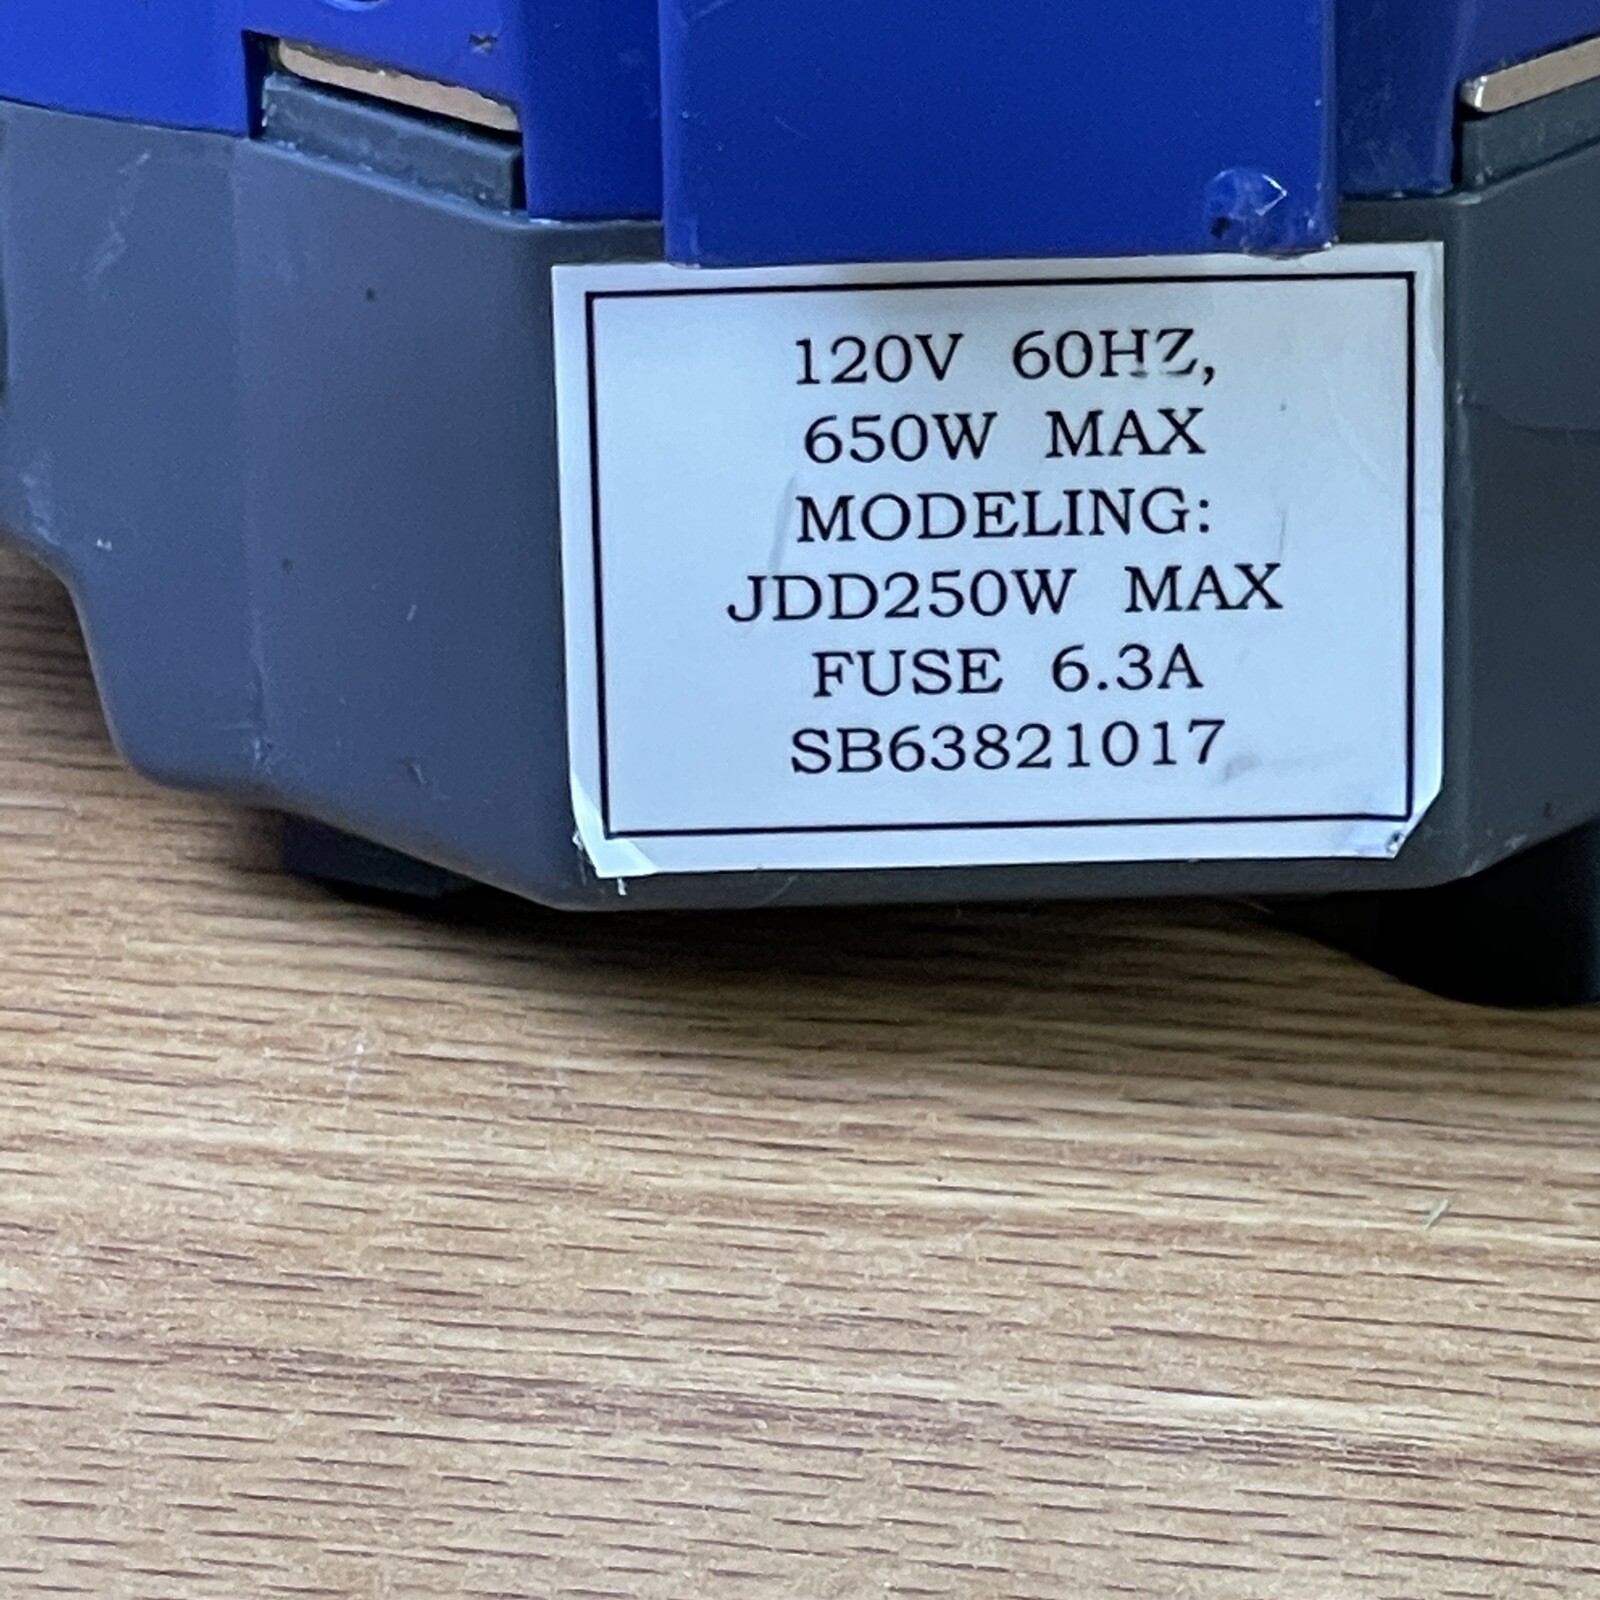 120V 60HZ,
650W MAX
MODELING:
JDD250W MAX
FUSE 6.3A
SB63821017